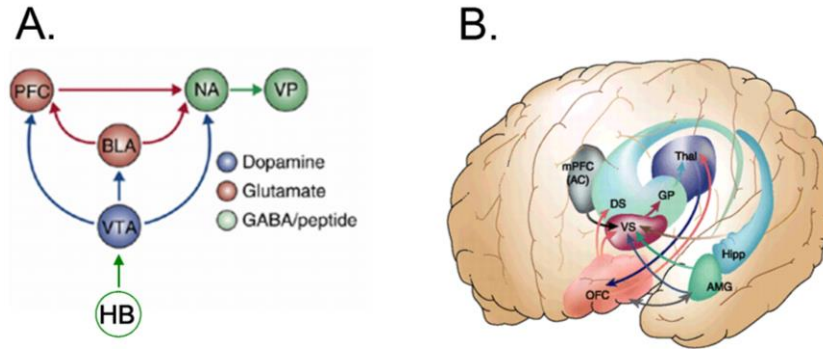 A.
PFC
NA
VP
BLA
Dopamine
Glutamate
GABA/peptide
VTA
HB
B.
mPFC
(AC)
Thal
DS
GP
VS
Hipp
AMG
OFC